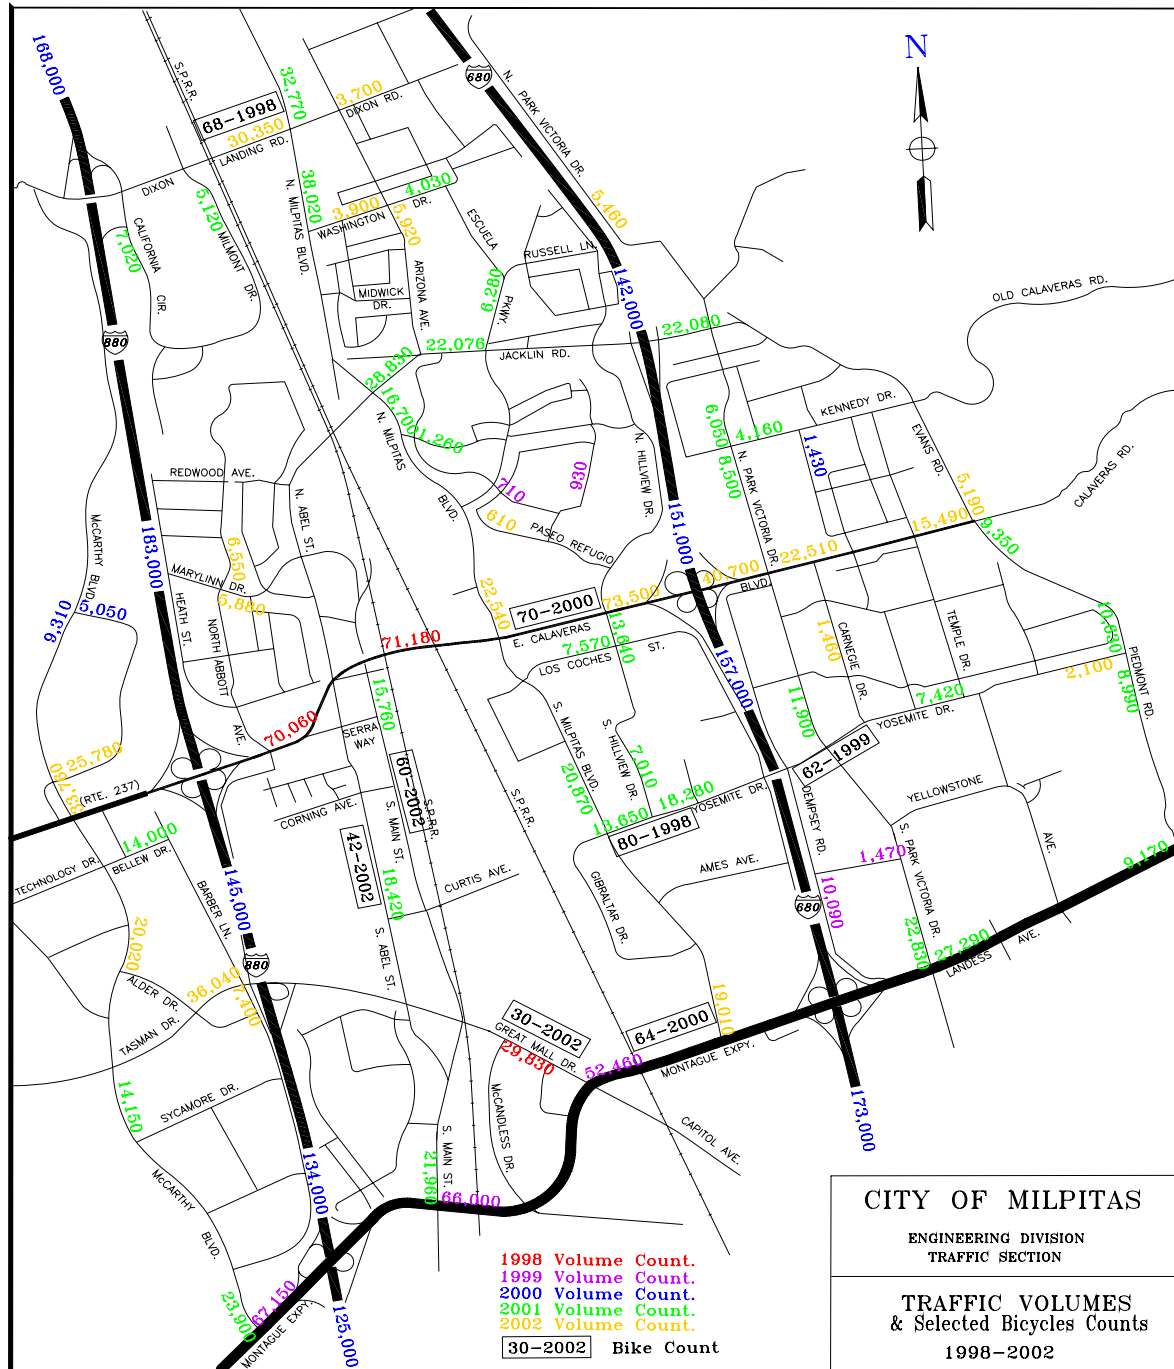 168,000
S.P.R.R.
32,770
3,700
DIXON RD.
68-1998
30,350
LANDING RD.
DIXON
680
N. PARK VICTORIA DR.
N
5,120
MILMONT DR.
38,020
N. MILPITAS BLVD.
4,030
3,900
WASHINGTON DR.
5,920
ESCUELA
PKWY.
5,460
7,020
CALIFORNIA CIR.
RUSSELL LN.
6,280
ARIZONA AVE.
MIDWICK
DR.
142,000
OLD CALAVERAS RD.
880
22,080
22,076
JACKLIN RD.
28,830
16,700
1,260
N. MILPITAS
BLVD.
KENNEDY DR.
6,050
4,160
8,500
1,430
N. PARK VICTORIA DR.
EVANS RD.
CALAVERAS RD.
N. HILLVIEW DR.
930
710
610
PASEO REFUGIO
REDWOOD AVE.
N. ABEL ST.
5,190
15,490
9,350
151,000
183,000
McCARTHY BLVD.
6,550
MARYLINN DR.
5,880
22,510
40,700
BLVD.
22,540
70-2000
73,500
E. CALAVERAS
9,310
5,050
HEATH ST.
NORTH ABBOTT
AVE.
71,180
13,640
7,570
LOS COCHES
ST.
TEMPLE DR.
CARNEGIE DR.
1,460
10,630
PIEDMONT RD.
8,990
2,100
7,420
YOSEMITE DR.
157,000
11,900
15,760
70,060
SERRA
WAY
S. MILPITAS BLVD.
20,870
S. HILLVIEW DR.
7,010
62-1999
25,780
33,780
(RTE. 237)
60-2002
S.P.R.R.
S.P.R.R.
S. MAIN ST.
CORNING AVE.
18,280
YOSEMITE DR.
13,650
80-1998
DEMPSEY RD.
YELLOWSTONE
AVE
S. PARK VICTORIA DR.
14,000
TECHNOLOGY DR.
BELLEW DR.
42-2002
18,420
CURTIS AVE.
AMES AVE.
1,470
9,170
145,000
BARBER LN.
GIBRALTAR DR.
10,090
680
S. ABEL ST.
20,020
22,830
27,290
LANDESS
AVE.
880
ALDER DR.
36,040
7,400
TASMAN DR.
19,010
30-2002
64-2000
GREAT MALL DR.
29,830
52,460
MONTAGUE EXPY.
173,000
14,150
SYCAMORE DR.
McCANDLESS DR.
CAPITOL AVE.
S. MAIN ST.
21,960
134,000
McCARTHY
BLVD.
66,000
23,900
67,150
MONTAGUE EXPY.
125,000
1998 Volume Count.
1999 Volume Count.
2000 Volume Count.
2001 Volume Count.
2002 Volume Count.
30-2002 Bike Count
CITY OF MILPITAS
ENGINEERING DIVISION
TRAFFIC SECTION
TRAFFIC VOLUMES
& Selected Bicycles Counts
1998-2002